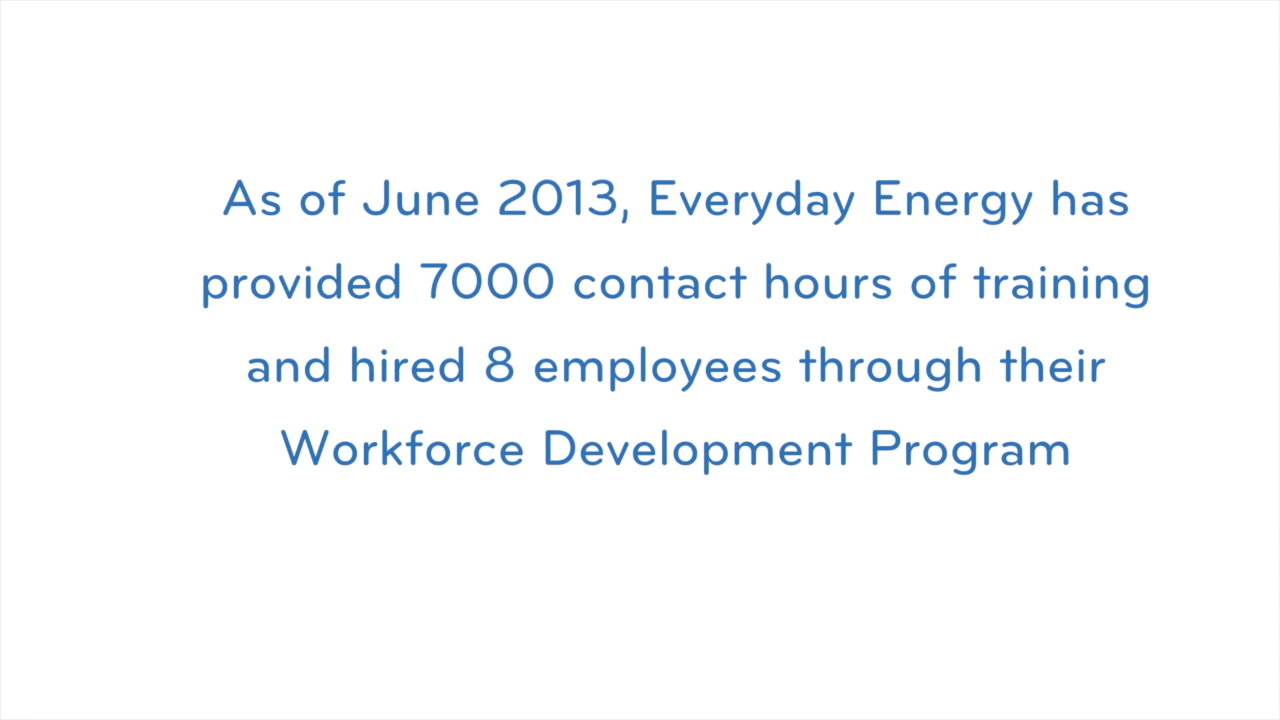 As of June 2013, Everyday Energy has
provided 7000 contact hours of training
and hired 8 employees through their
Workforce Development Program